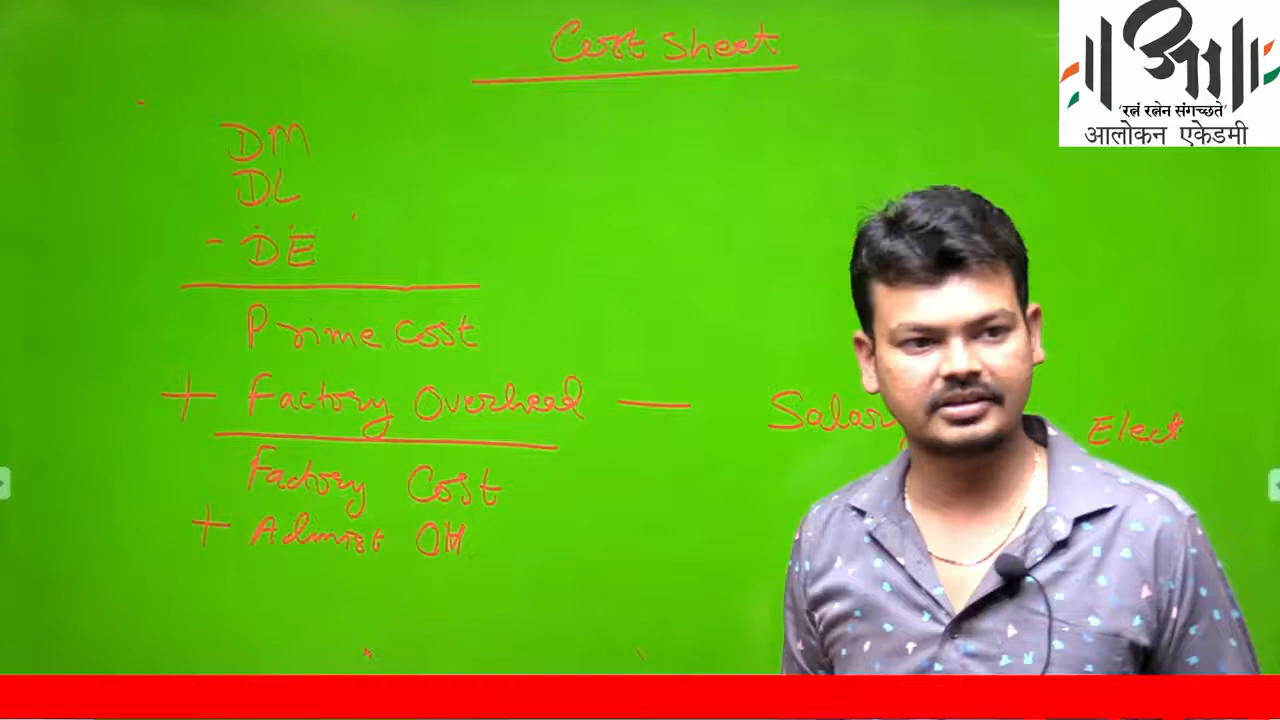 Cost Sheet
'रत्नं रत्नेन संगच्छते'
आलोकन एकेडमी
DM
DL
- DE
Prime Cost
+ Factory Overhead — Salary Elect
Factory Cost
+ Admist OH